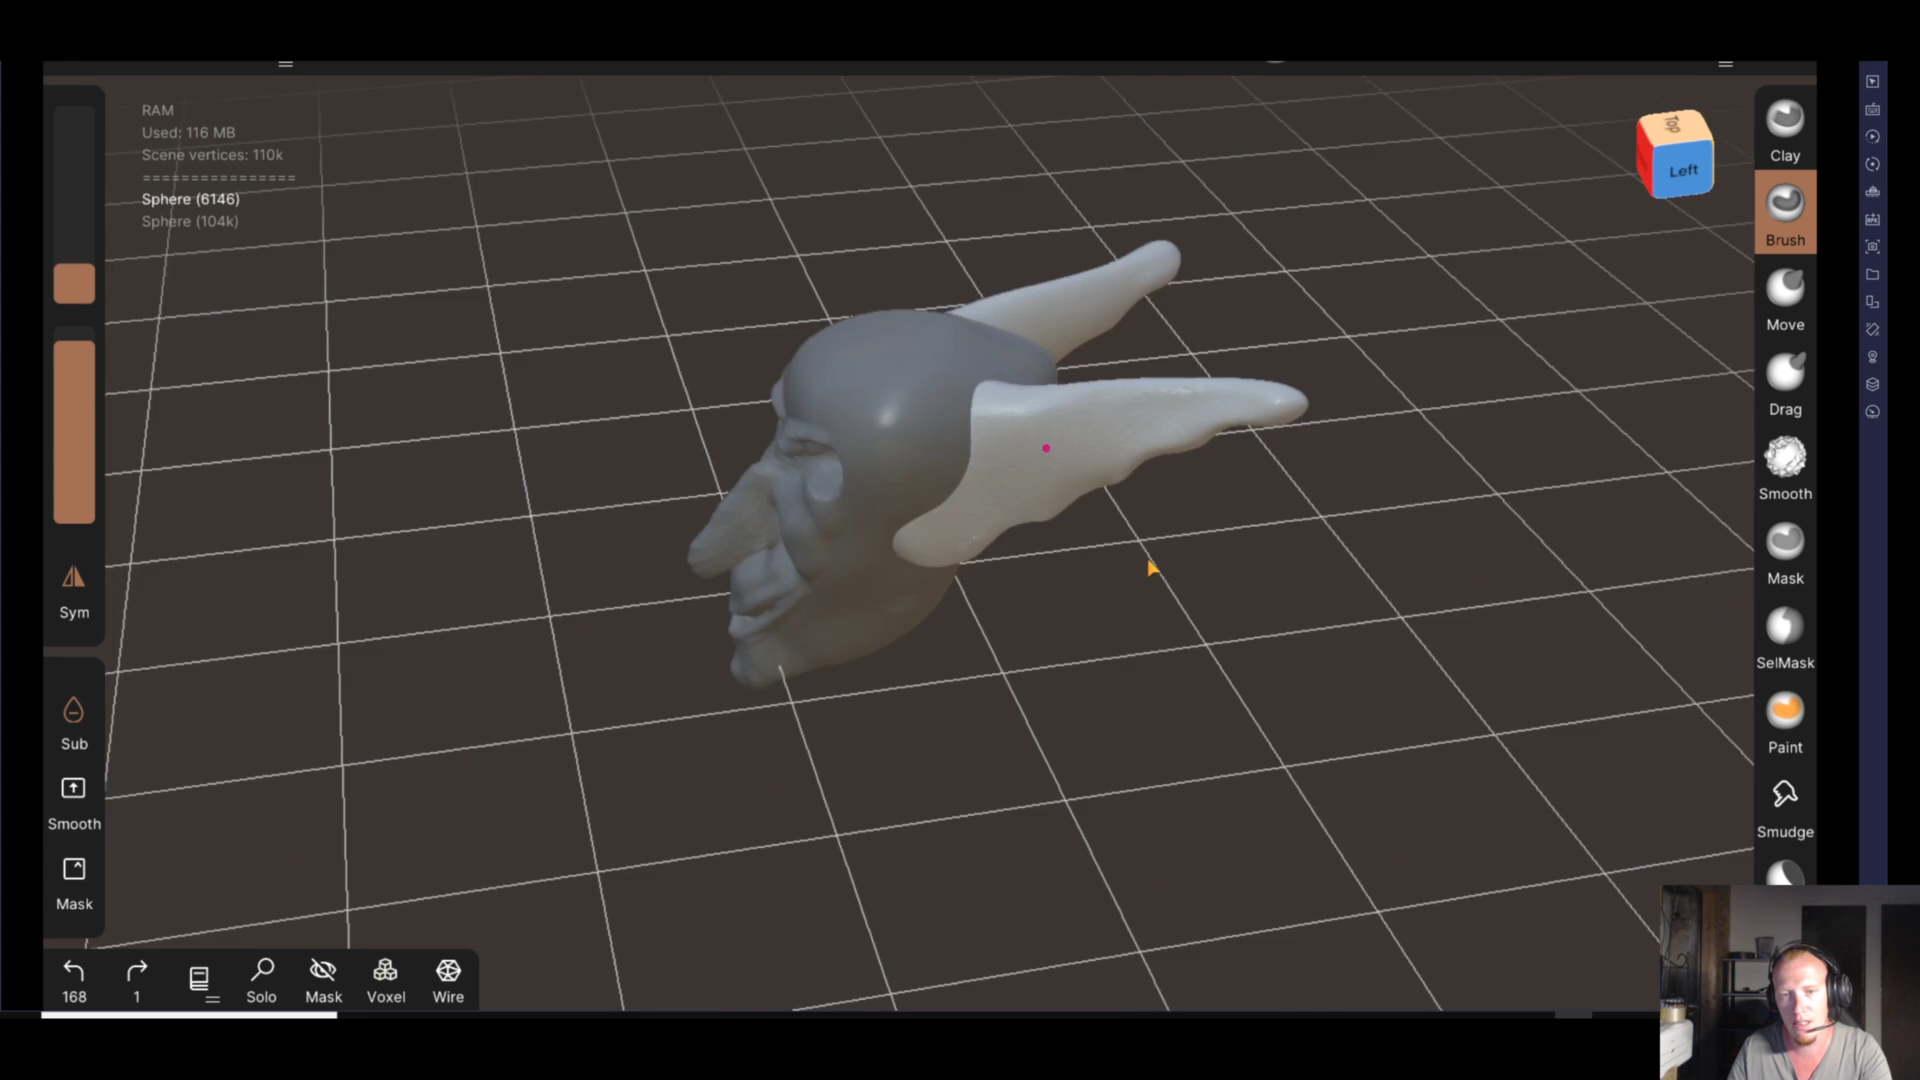 RAM
Used: 116 MB
Scene vertices: 110k
================
Sphere (6146)
Sphere (104k)
Top
Left
Clay
Brush
Move
Drag
Smooth
Mask
SelMask
Paint
Smudge
Sym
Sub
Smooth
Mask
168
1
Solo
Mask
Voxel
Wire